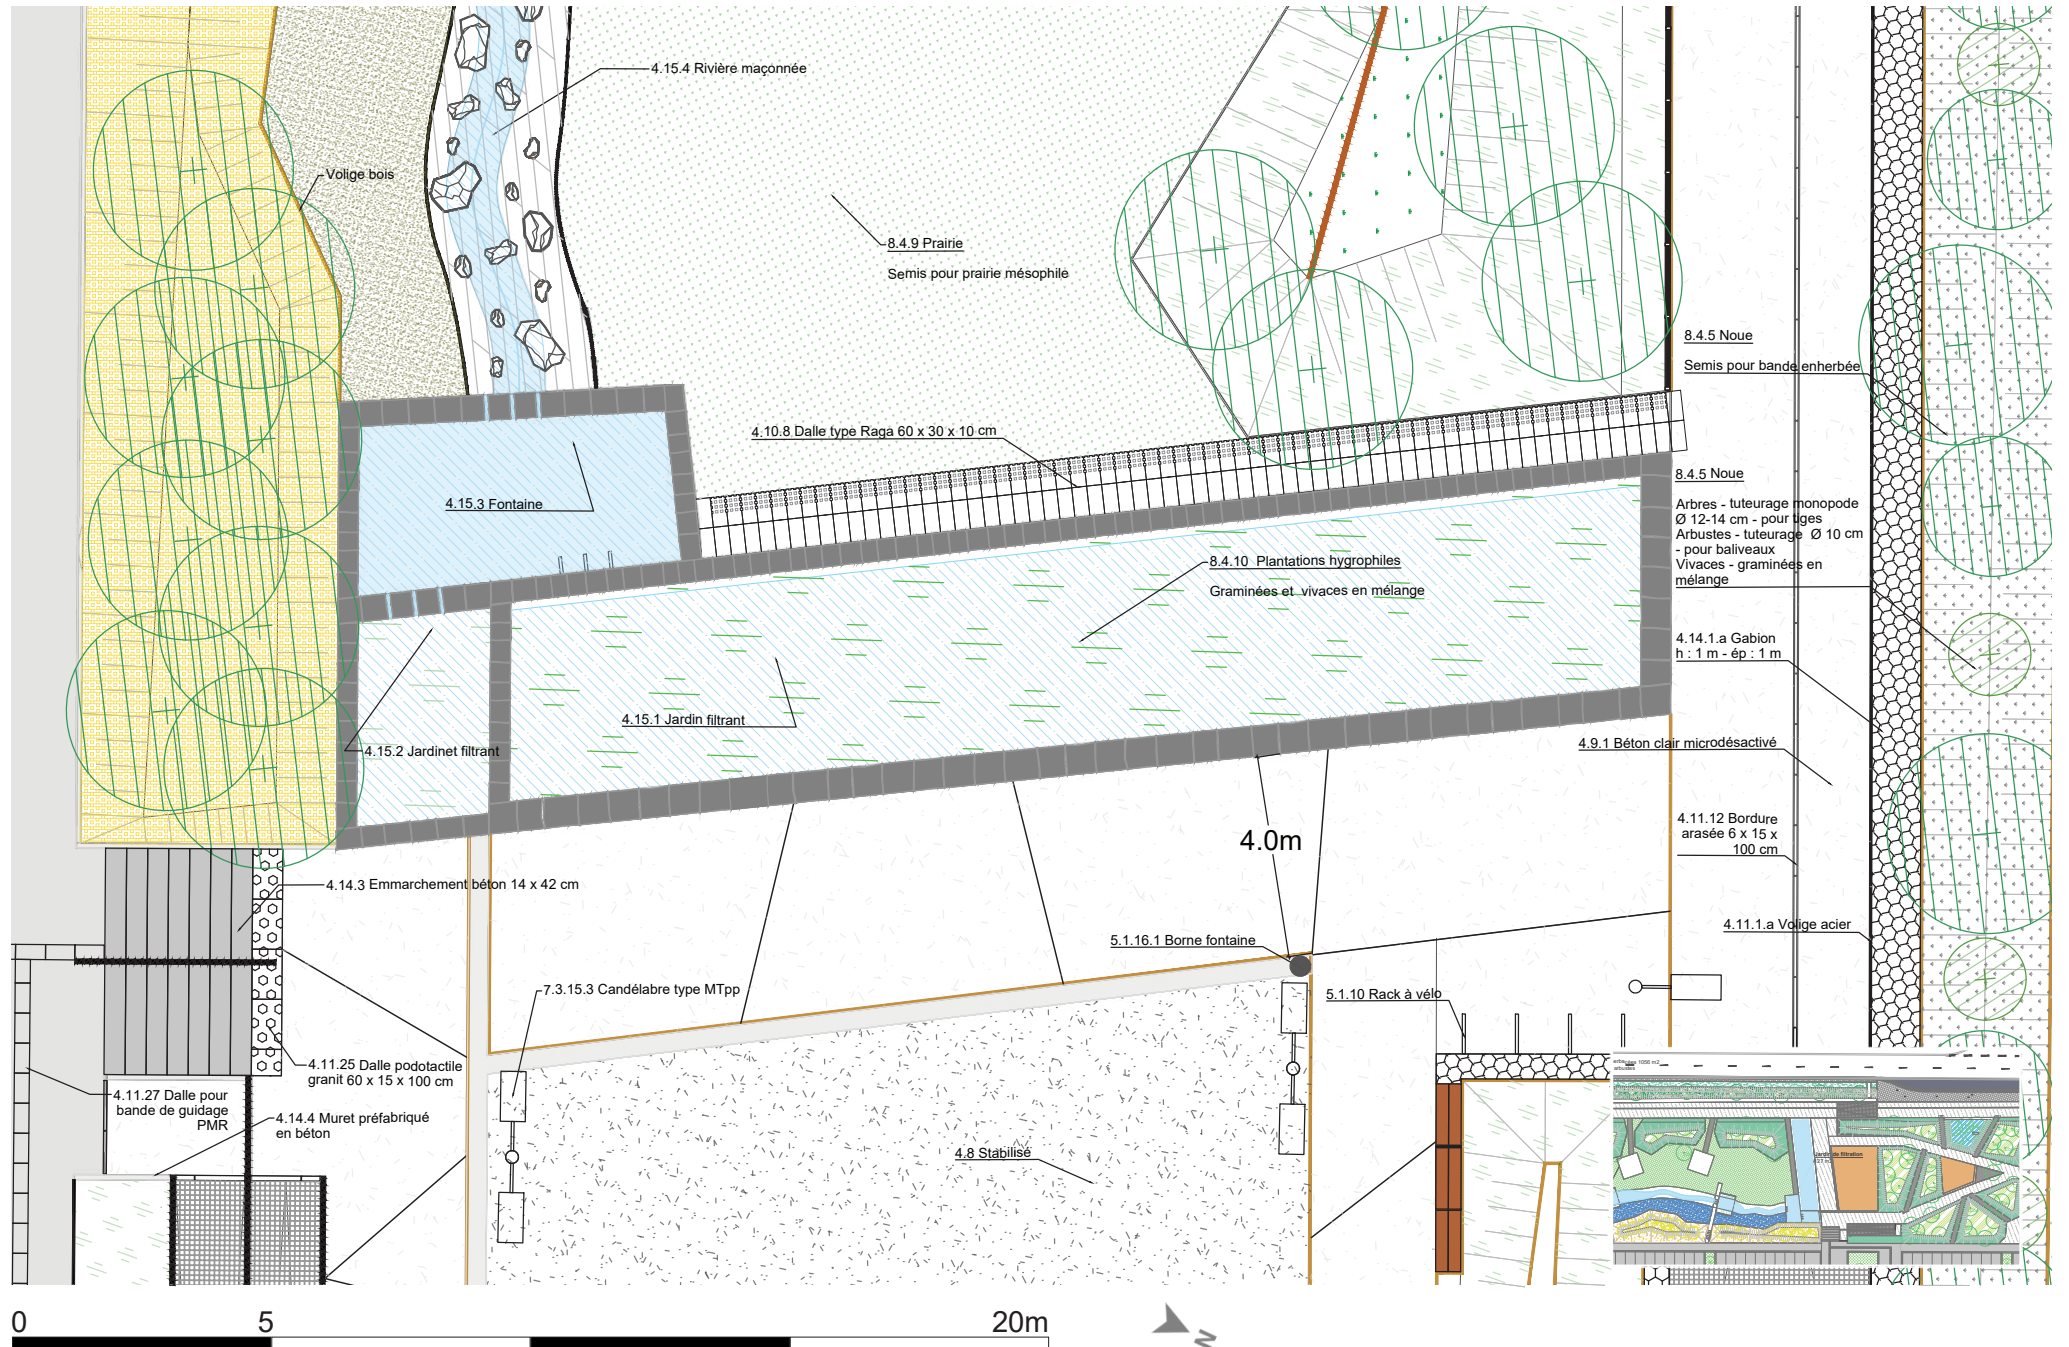 4.15.4 Rivière maçonnée
Volige bois
8.4.9 Prairie
Semis pour prairie mésophile
8.4.5 Noue
Semis pour bande enherbée
4.10.8 Dalle type Raga 60 x 30 x 10 cm
4.15.3 Fontaine
8.4.5 Noue
Arbres - tuteurage monopode
Ø 12-14 cm - pour tiges
Arbustes - tuteurage Ø 10 cm
- pour baliveaux
Vivaces - graminées en
mélange
8.4.10 Plantations hygrophiles
Graminées et vivaces en mélange
4.14.1.a Gabion
h : 1 m - ép : 1 m
4.15.1 Jardin filtrant
4.15.2 Jardinet filtrant
4.9.1 Béton clair microdésactivé
4.0m
4.11.12 Bordure
arasée 6 x 15 x
100 cm
4.14.3 Emmarchement béton 14 x 42 cm
4.11.1.a Volige acier
5.1.16.1 Borne fontaine
7.3.15.3 Candélabre type MTpp
5.1.10 Rack à vélo
4.11.25 Dalle podotactile
granit 60 x 15 x 100 cm
4.11.27 Dalle pour
bande de guidage
PMR
4.14.4 Muret préfabriqué
en béton
4.8 Stabilisé
1056 m2
arbustes
Jardin de filtration
0
5
20m
N